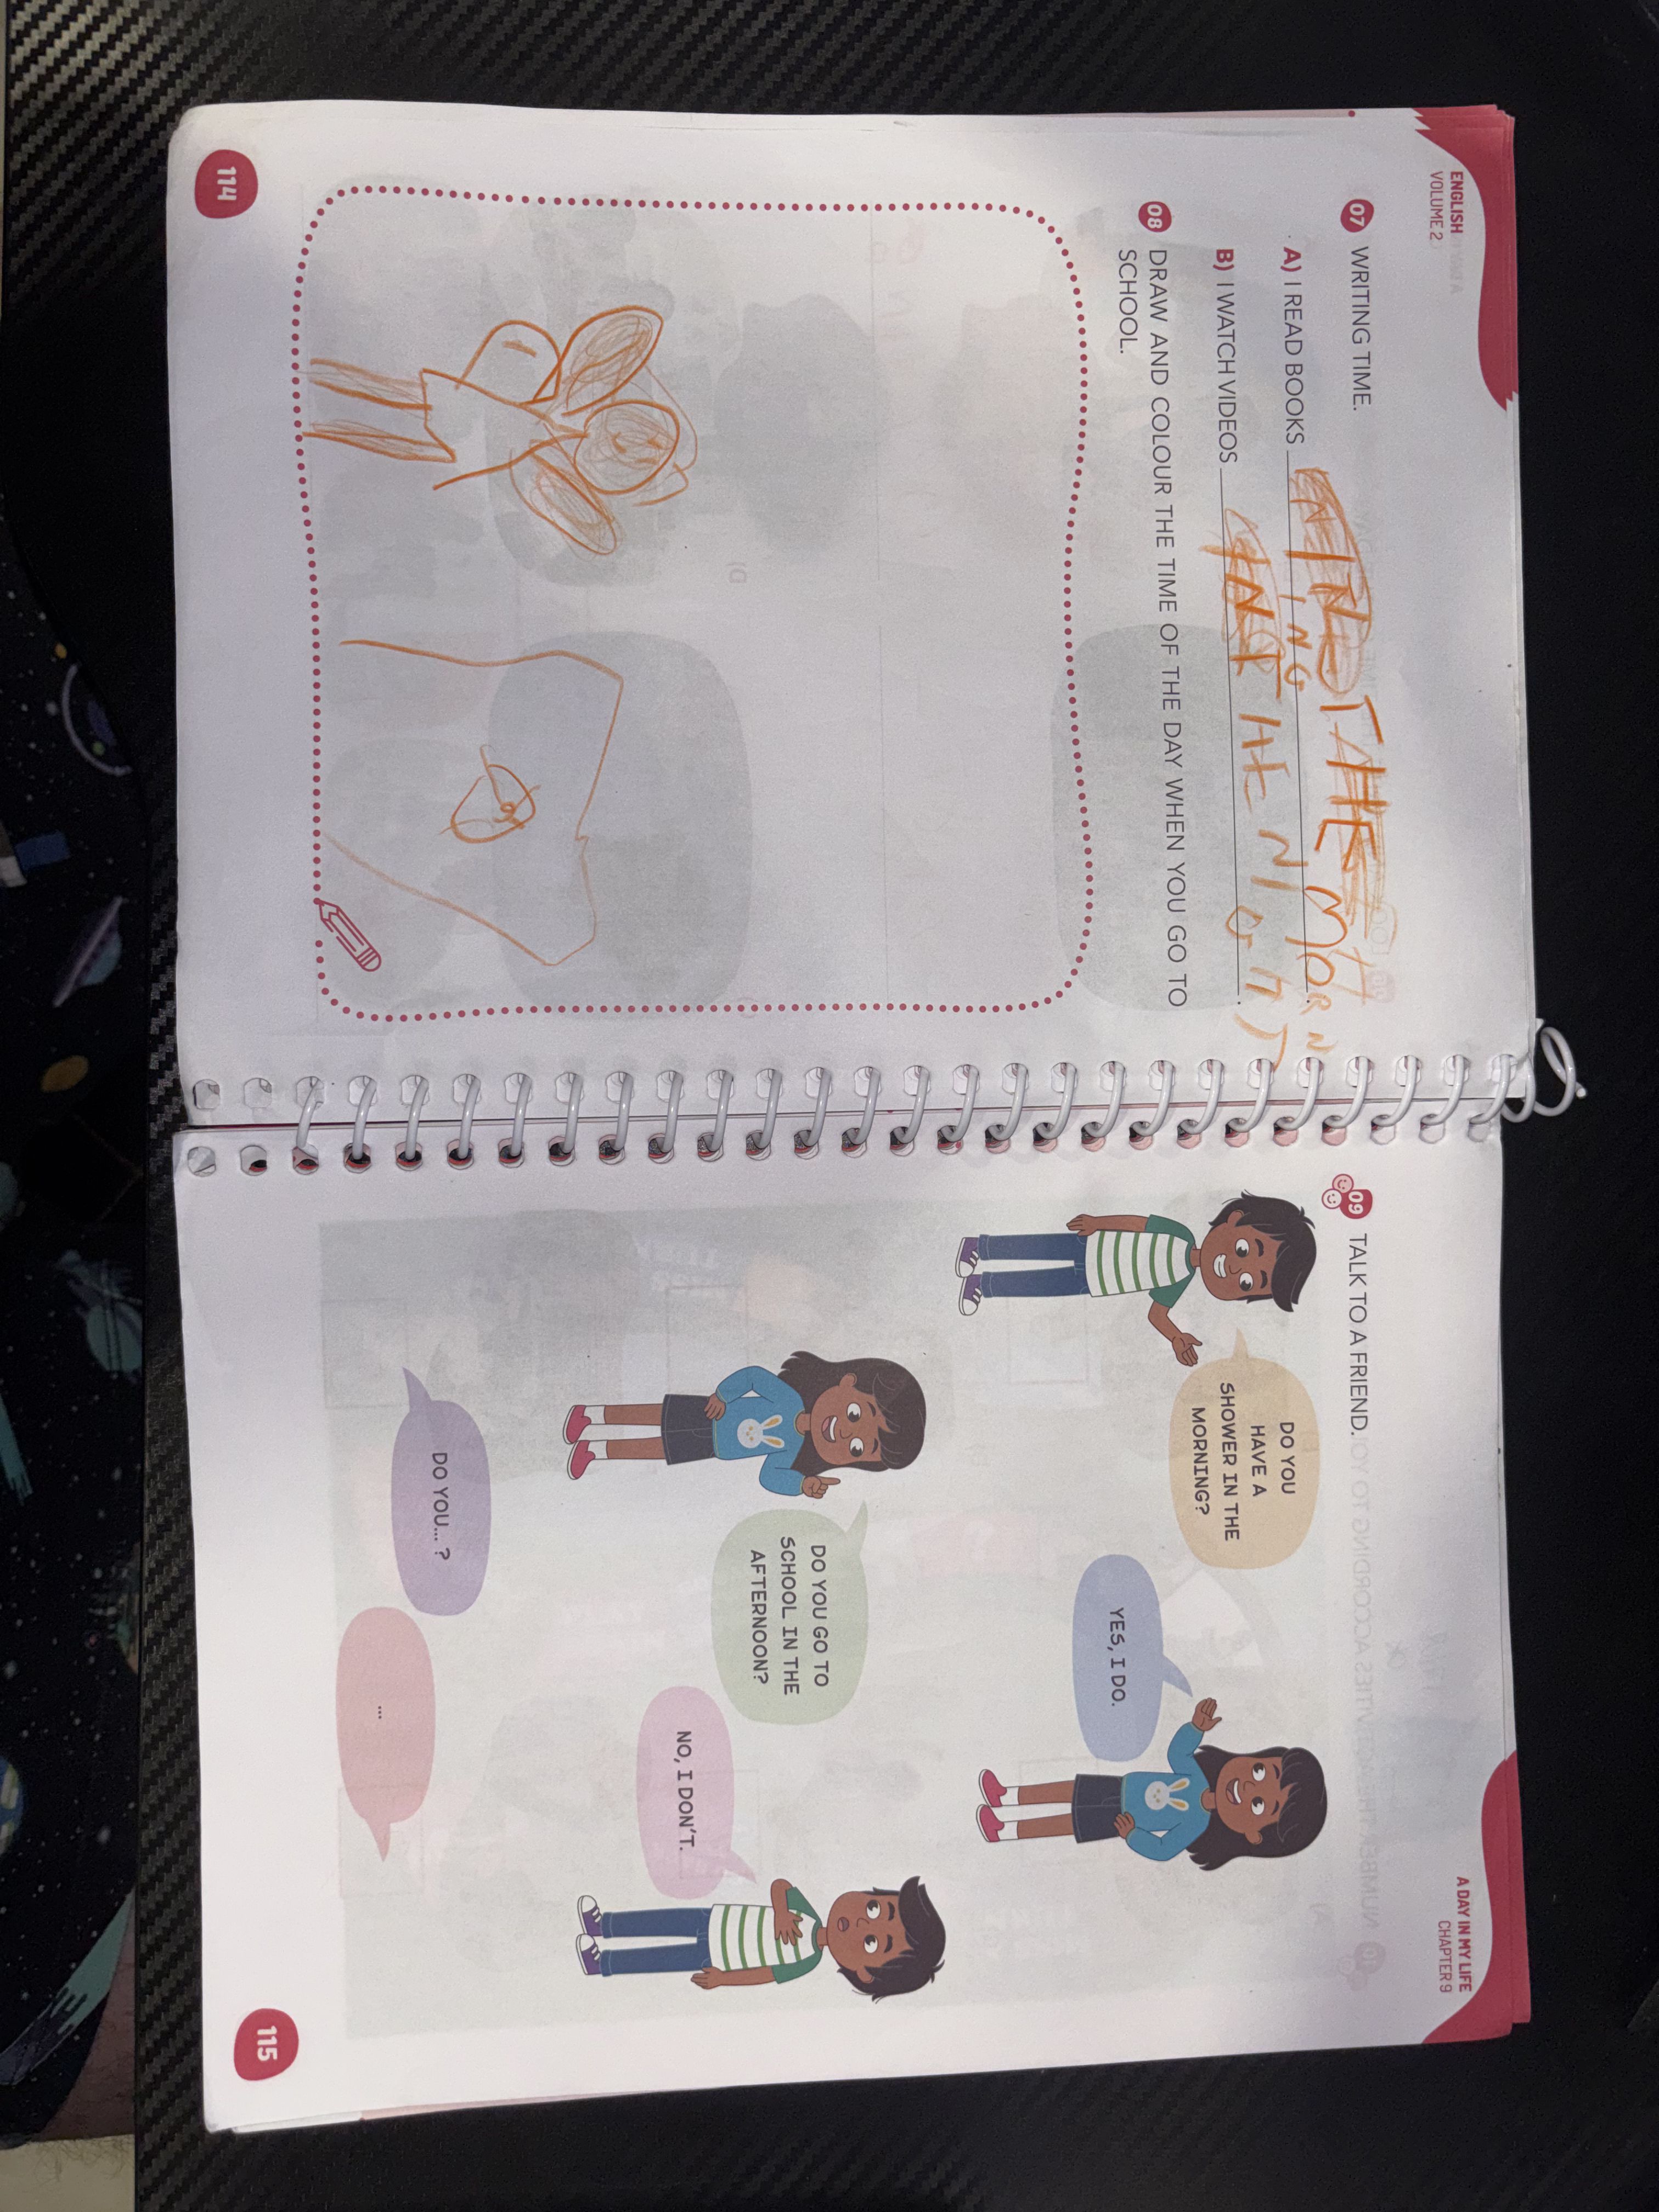 ENGLISH
VOLUME 2
07 WRITING TIME.
A) I READ BOOKS IN THE MORN
ING
B) I WATCH VIDEOS THE NIGHT.
08 DRAW AND COLOUR THE TIME OF THE DAY WHEN YOU GO TO
SCHOOL.
114
A DAY IN MY LIFE
CHAPTER 9
09 TALK TO A FRIEND.
DO YOU
HAVE A
SHOWER IN THE
MORNING?
YES, I DO.
DO YOU GO TO
SCHOOL IN THE
AFTERNOON?
NO, I DON'T.
DO YOU... ?
...
115